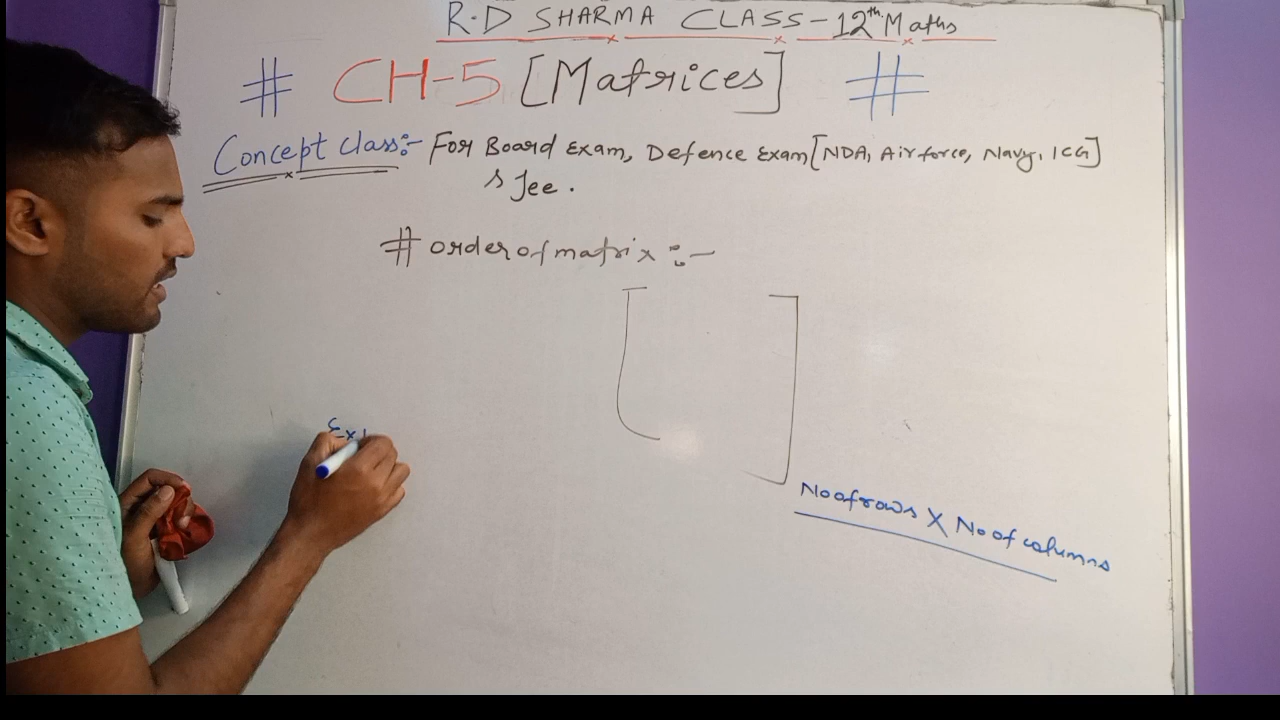 R.D SHARMA CLASS-12th Maths
# CH-5 [Matrices] #
Concept class:- For Board Exam, Defence Exam [NDA, Airforce, Navy, ICG]
& Jee.
# order of matrix :-
[ ]
No of rows X No of columns